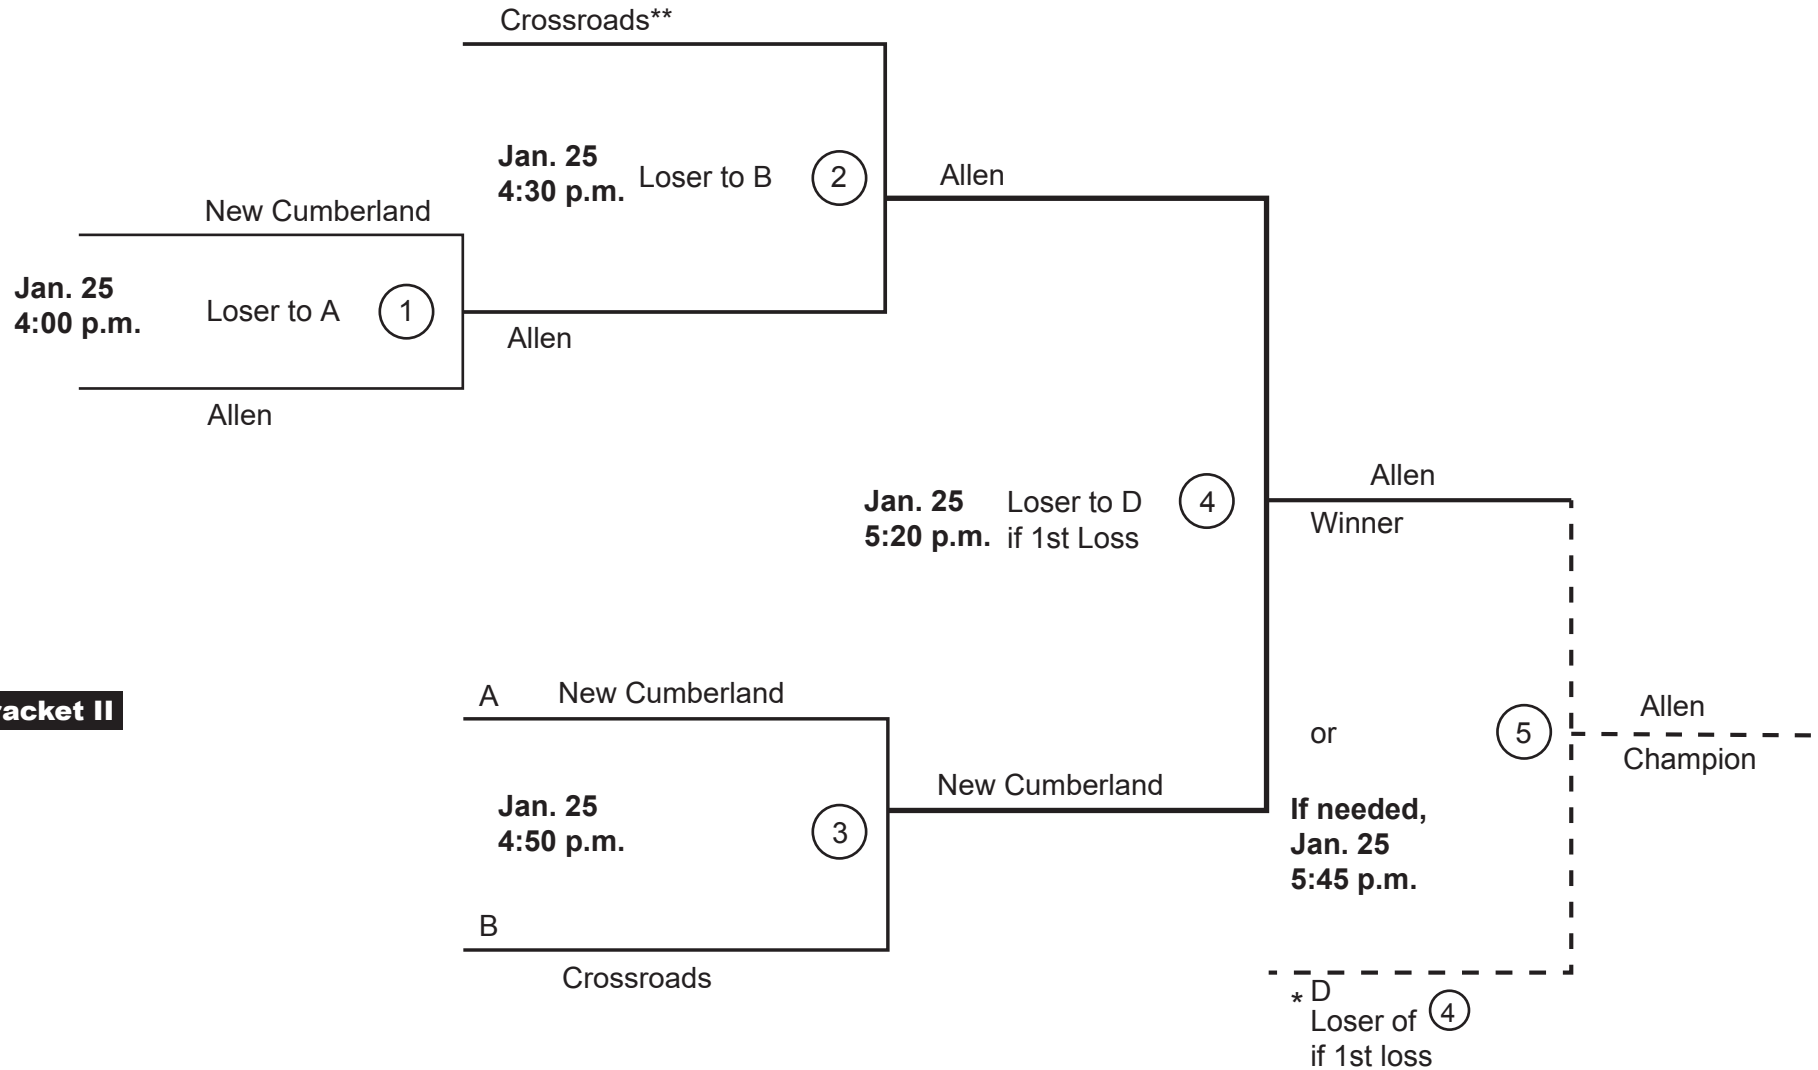 Crossroads**
Jan. 25
4:30 p.m.
Loser to B
2
Allen
New Cumberland
Jan. 25
4:00 p.m.
Loser to A
1
Allen
Allen
Jan. 25
5:20 p.m.
Loser to D
if 1st Loss
4
Allen
Winner
racket II
A
New Cumberland
Jan. 25
4:50 p.m.
3
New Cumberland
B
Crossroads
or
5
If needed,
Jan. 25
5:45 p.m.
Allen
Champion
* D
Loser of 4
if 1st loss